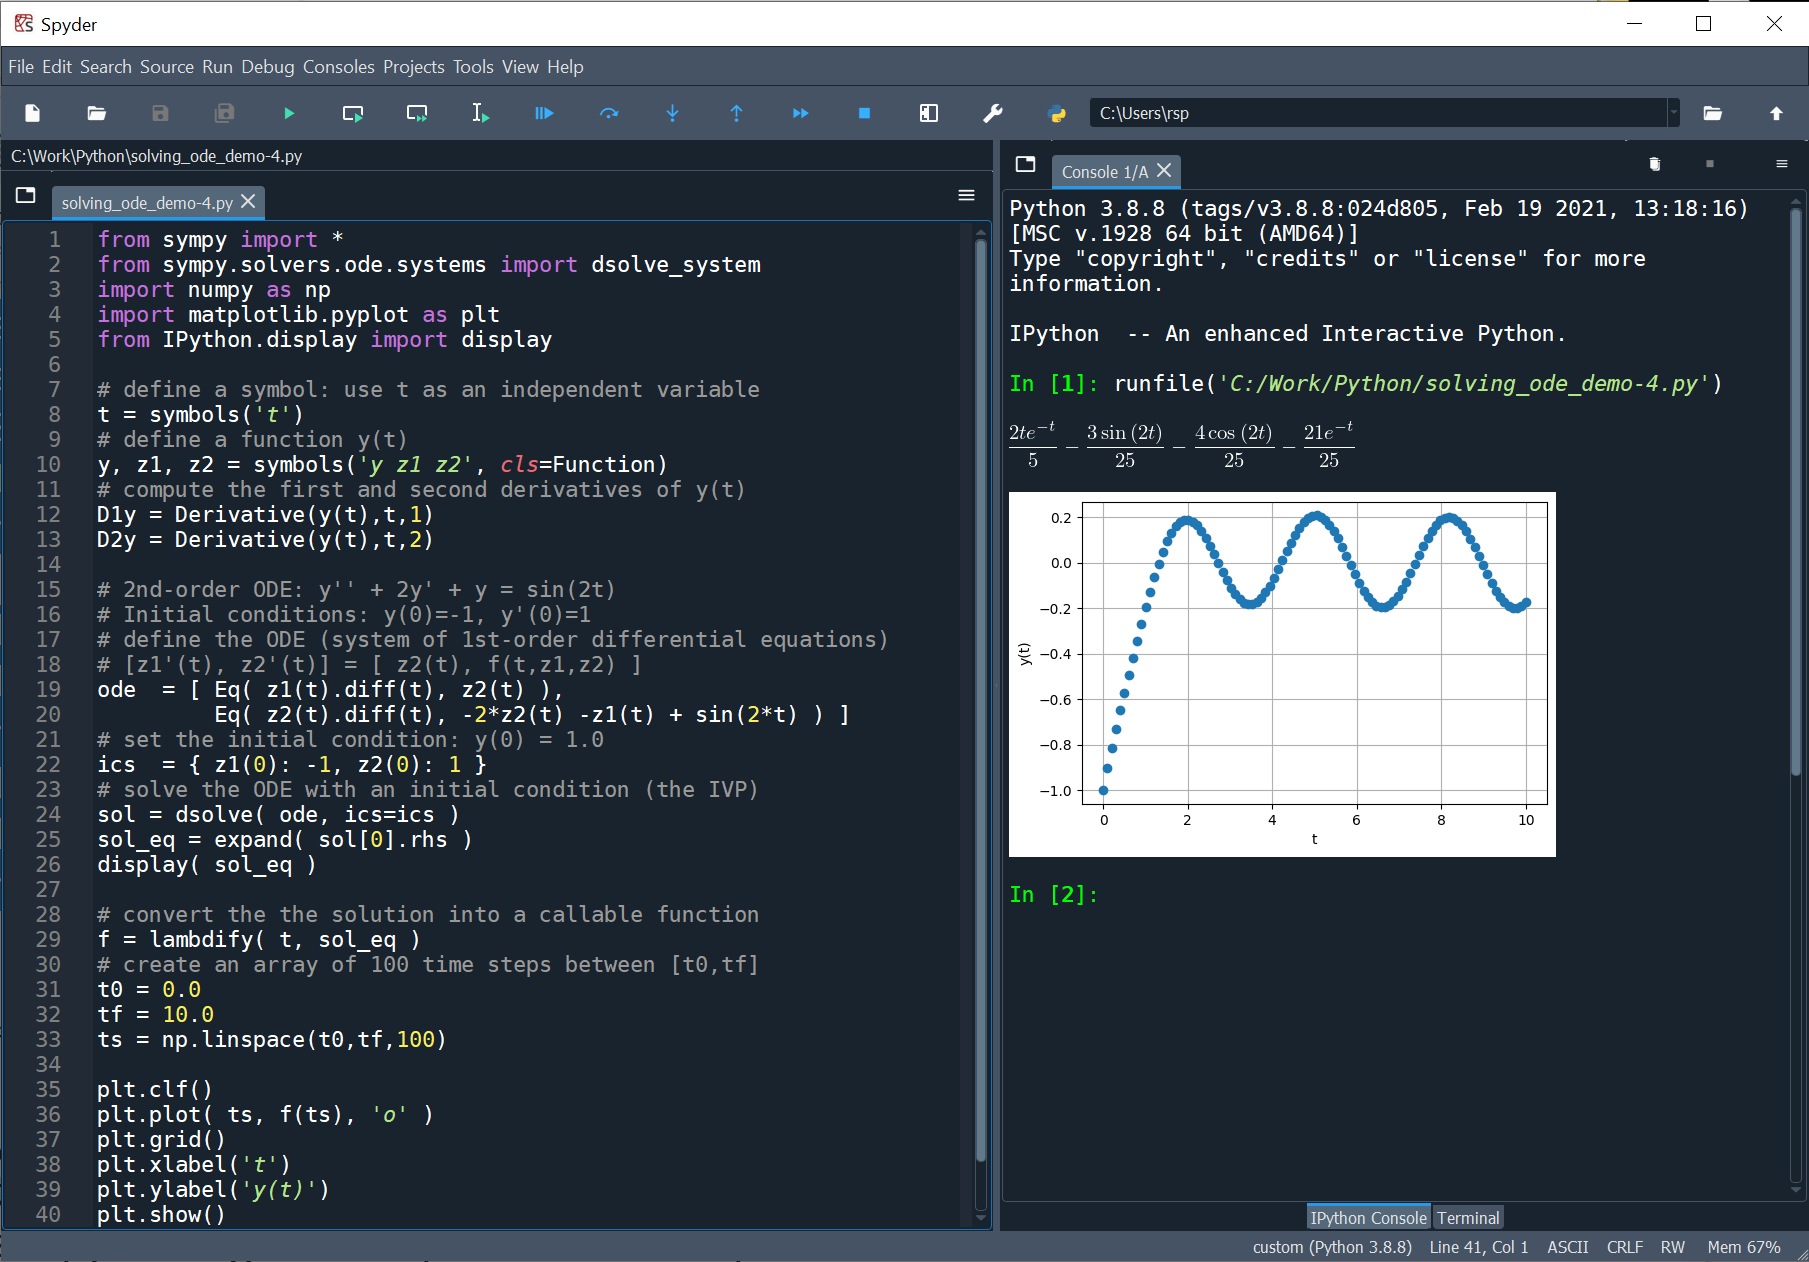 Spyder
File Edit Search Source Run Debug Consoles Projects Tools View Help
C:\Users\rsp
C:\Work\Python\solving_ode_demo-4.py
solving_ode_demo-4.py
1 from sympy import *
2 from sympy.solvers.ode.systems import dsolve_system
3 import numpy as np
4 import matplotlib.pyplot as plt
5 from IPython.display import display
6
7 # define a symbol: use t as an independent variable
8 t = symbols('t')
9 # define a function y(t)
10 y, z1, z2 = symbols('y z1 z2', cls=Function)
11 # compute the first and second derivatives of y(t)
12 D1y = Derivative(y(t),t,1)
13 D2y = Derivative(y(t),t,2)
14
15 # 2nd-order ODE: y'' + 2y' + y = sin(2t)
16 # Initial conditions: y(0)=-1, y'(0)=1
17 # define the ODE (system of 1st-order differential equations)
18 # [z1'(t), z2'(t)] = [ z2(t), f(t,z1,z2) ]
19 ode  = [ Eq( z1(t).diff(t), z2(t) ),
20          Eq( z2(t).diff(t), -2*z2(t) -z1(t) + sin(2*t) ) ]
21 # set the initial condition: y(0) = 1.0
22 ics  = { z1(0): -1, z2(0): 1 }
23 # solve the ODE with an initial condition (the IVP)
24 sol = dsolve( ode, ics=ics )
25 sol_eq = expand( sol[0].rhs )
26 display( sol_eq )
27
28 # convert the the solution into a callable function
29 f = lambdify( t, sol_eq )
30 # create an array of 100 time steps between [t0,tf]
31 t0 = 0.0
32 tf = 10.0
33 ts = np.linspace(t0,tf,100)
34
35 plt.clf()
36 plt.plot( ts, f(ts), 'o' )
37 plt.grid()
38 plt.xlabel('t')
39 plt.ylabel('y(t)')
40 plt.show()
Console 1/A
Python 3.8.8 (tags/v3.8.8:024d805, Feb 19 2021, 13:18:16)
[MSC v.1928 64 bit (AMD64)]
Type "copyright", "credits" or "license" for more
information.
IPython  -- An enhanced Interactive Python.
In [1]: runfile('C:/Work/Python/solving_ode_demo-4.py')
2te^{-t}/5 − 3 sin (2t)/25 − 4 cos (2t)/25 − 21e^{-t}/25
0.2
0.0
−0.2
−0.4
−0.6
−0.8
−1.0
y(t)
0 2 4 6 8 10
t
In [2]:
IPython Console Terminal
custom (Python 3.8.8) Line 41, Col 1 ASCII CRLF RW Mem 67%